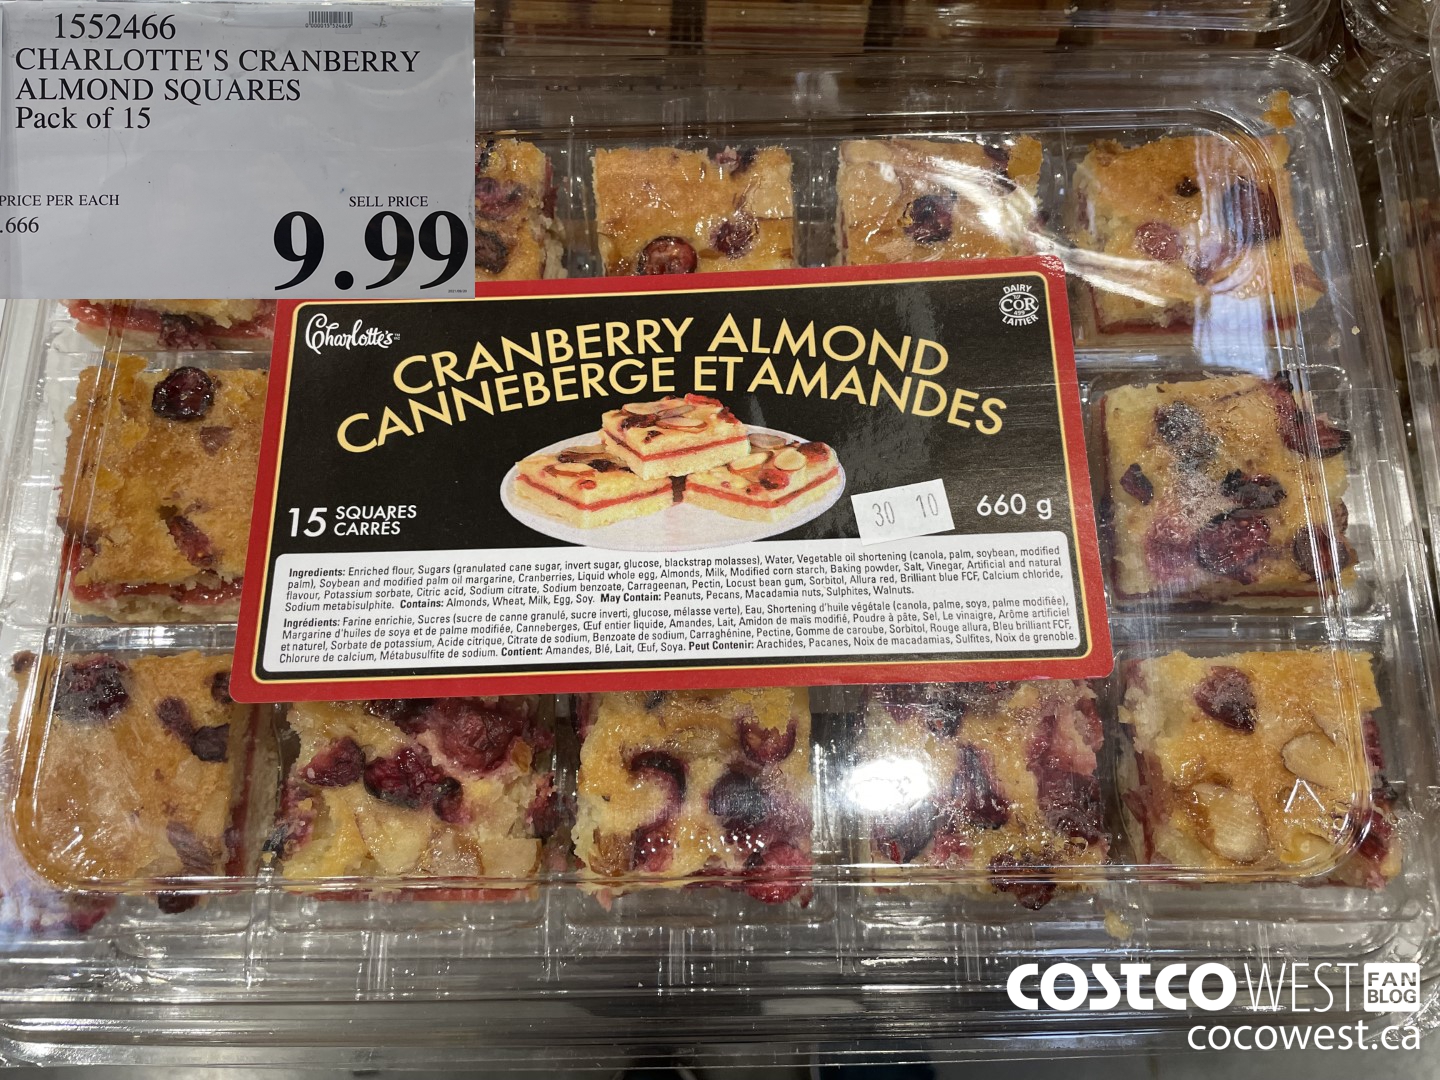 1552466
CHARLOTTE'S CRANBERRY
ALMOND SQUARES
Pack of 15
PRICE PER EACH
.666
SELL PRICE
9.99
Charlotte's
DAIRY
COR
LAITIER
CRANBERRY ALMOND
CANNEBERGE ET AMANDES
15 SQUARES
CARRÉS
30 10
660 g
Ingredients: Enriched flour, Sugars (granulated cane sugar, invert sugar, glucose, blackstrap molasses), Water, Vegetable oil shortening (canola, palm, soybean, modified
palm), Soybean and modified palm oil margarine, Cranberries, Liquid whole egg, Almonds, Milk, Modified corn starch, Baking powder, Salt, Vinegar, Artificial and natural
flavour, Potassium sorbate, Citric acid, Sodium citrate, Sodium benzoate, Carrageenan, Pectin, Locust bean gum, Sorbitol, Allura red, Brilliant blue FCF, Calcium chloride,
Sodium metabisulphite. Contains: Almonds, Wheat, Milk, Egg, Soy. May Contain: Peanuts, Pecans, Macadamia nuts, Sulphites, Walnuts.
Ingrédients: Farine enrichie, Sucres (sucre de canne granulé, sucre inverti, glucose, mélasse verte), Eau, Shortening d'huile végétale (canola, palme, soya, palme modifiée),
Margarine d'huiles de soya et de palme modifiée, Canneberges, Œuf entier liquide, Amandes, Lait, Amidon de maïs modifié, Poudre à pâte, Sel, Le vinaigre, Arôme artificiel
et naturel, Sorbate de potassium, Acide citrique, Citrate de sodium, Benzoate de sodium, Carraghénine, Pectine, Gomme de caroube, Sorbitol, Rouge allura, Bleu brilliant FCF,
Chlorure de calcium, Métabusulfite de sodium. Contient: Amandes, Blé, Lait, Œuf, Soya. Peut Contenir: Arachides, Pacanes, Noix de macadamias, Sulfites, Noix de grenoble.
COSTCO WEST FAN
BLOG
cocowest.ca